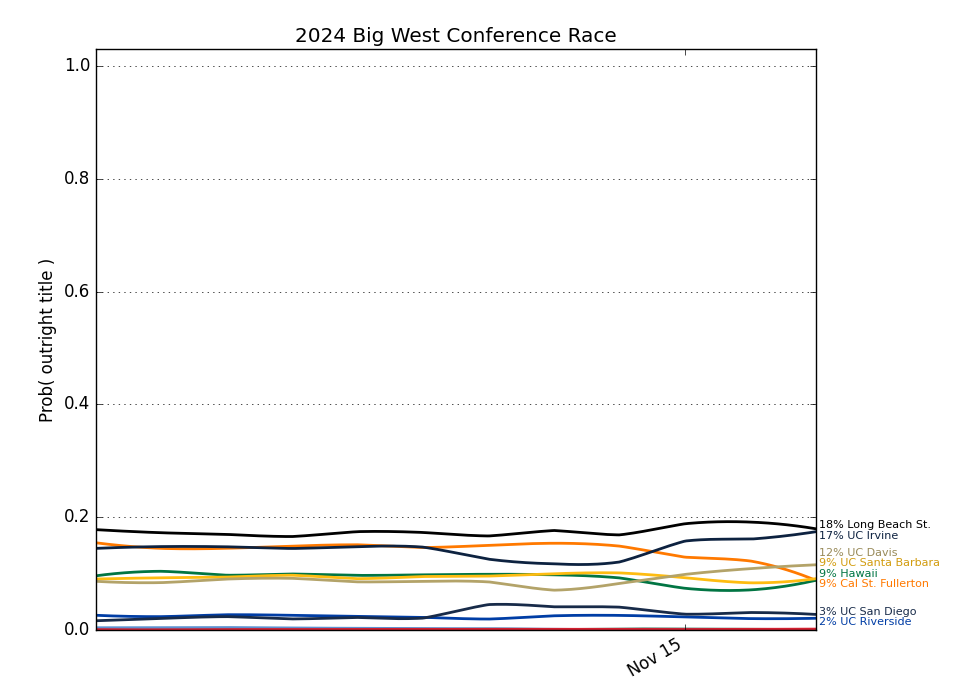 2024 Big West Conference Race
1.0
0.8
0.6
0.4
0.2
0.0
Prob( outright title )
18% Long Beach St.
17% UC Irvine
12% UC Davis
9% UC Santa Barbara
9% Hawaii
9% Cal St. Fullerton
3% UC San Diego
2% UC Riverside
Nov 15